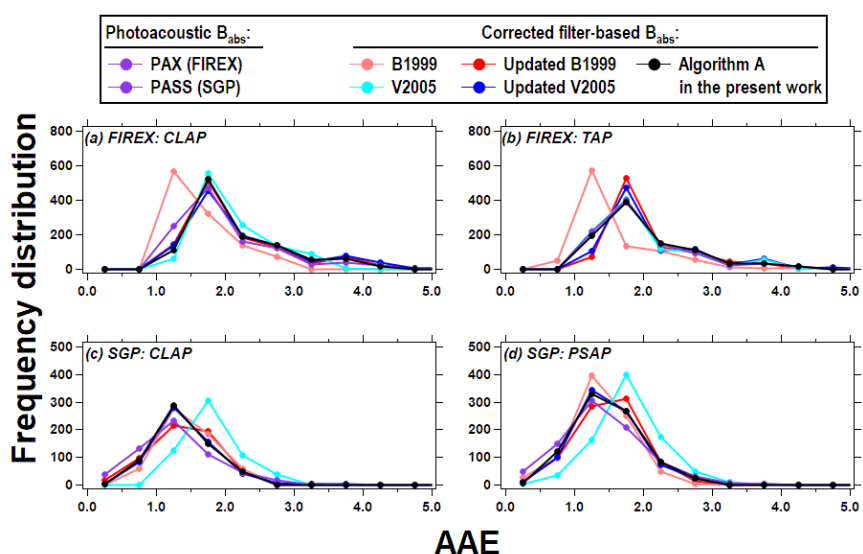 Photoacoustic Babs: Corrected filter-based Babs:
PAX (FIREX) B1999 Updated B1999 Algorithm A
PASS (SGP) V2005 Updated V2005 in the present work
Frequency distribution
(a) FIREX: CLAP
800
600
400
200
0
0.0 1.0 2.0 3.0 4.0 5.0
(b) FIREX: TAP
800
600
400
200
0
0.0 1.0 2.0 3.0 4.0 5.0
(c) SGP: CLAP
500
400
300
200
100
0
0.0 1.0 2.0 3.0 4.0 5.0
(d) SGP: PSAP
500
400
300
200
100
0
0.0 1.0 2.0 3.0 4.0 5.0
AAE